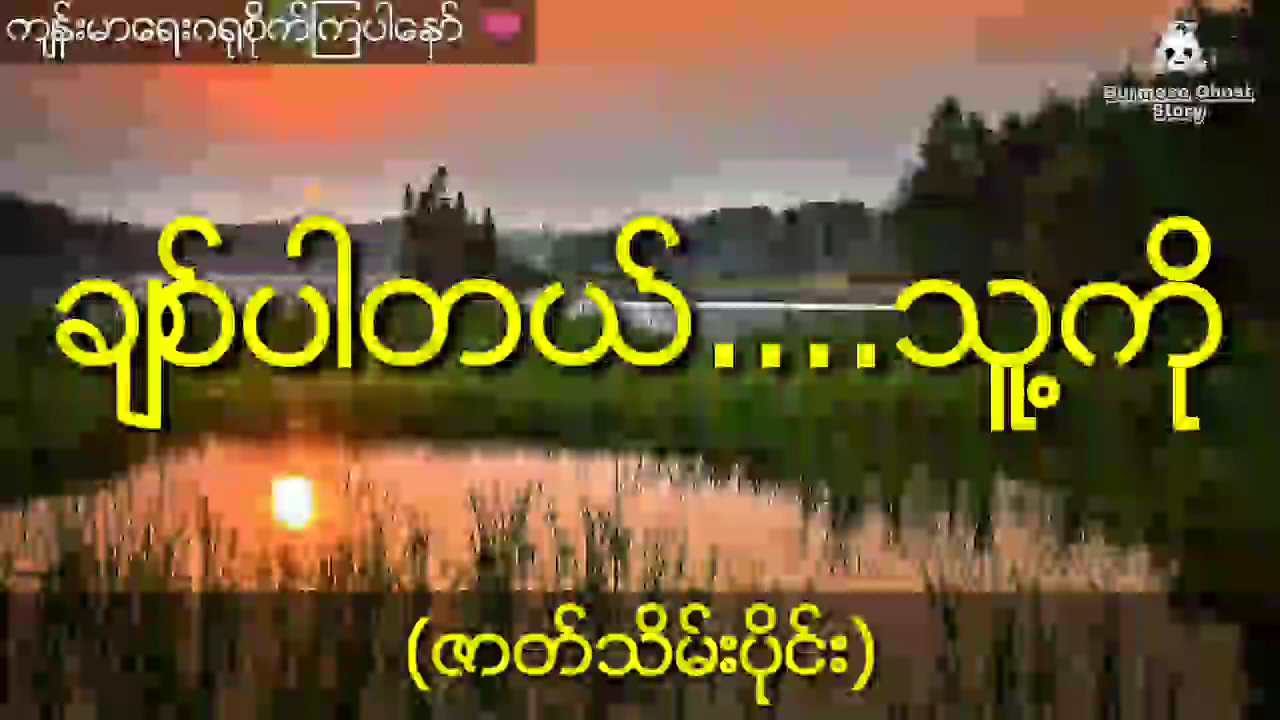 ကျန်းမာရေးဂရုစိုက်ကြပါနော်
Burmese Ghost
Story
ချစ်ပါတယ်....သူ့ကို
(ဇာတ်သိမ်းပိုင်း)